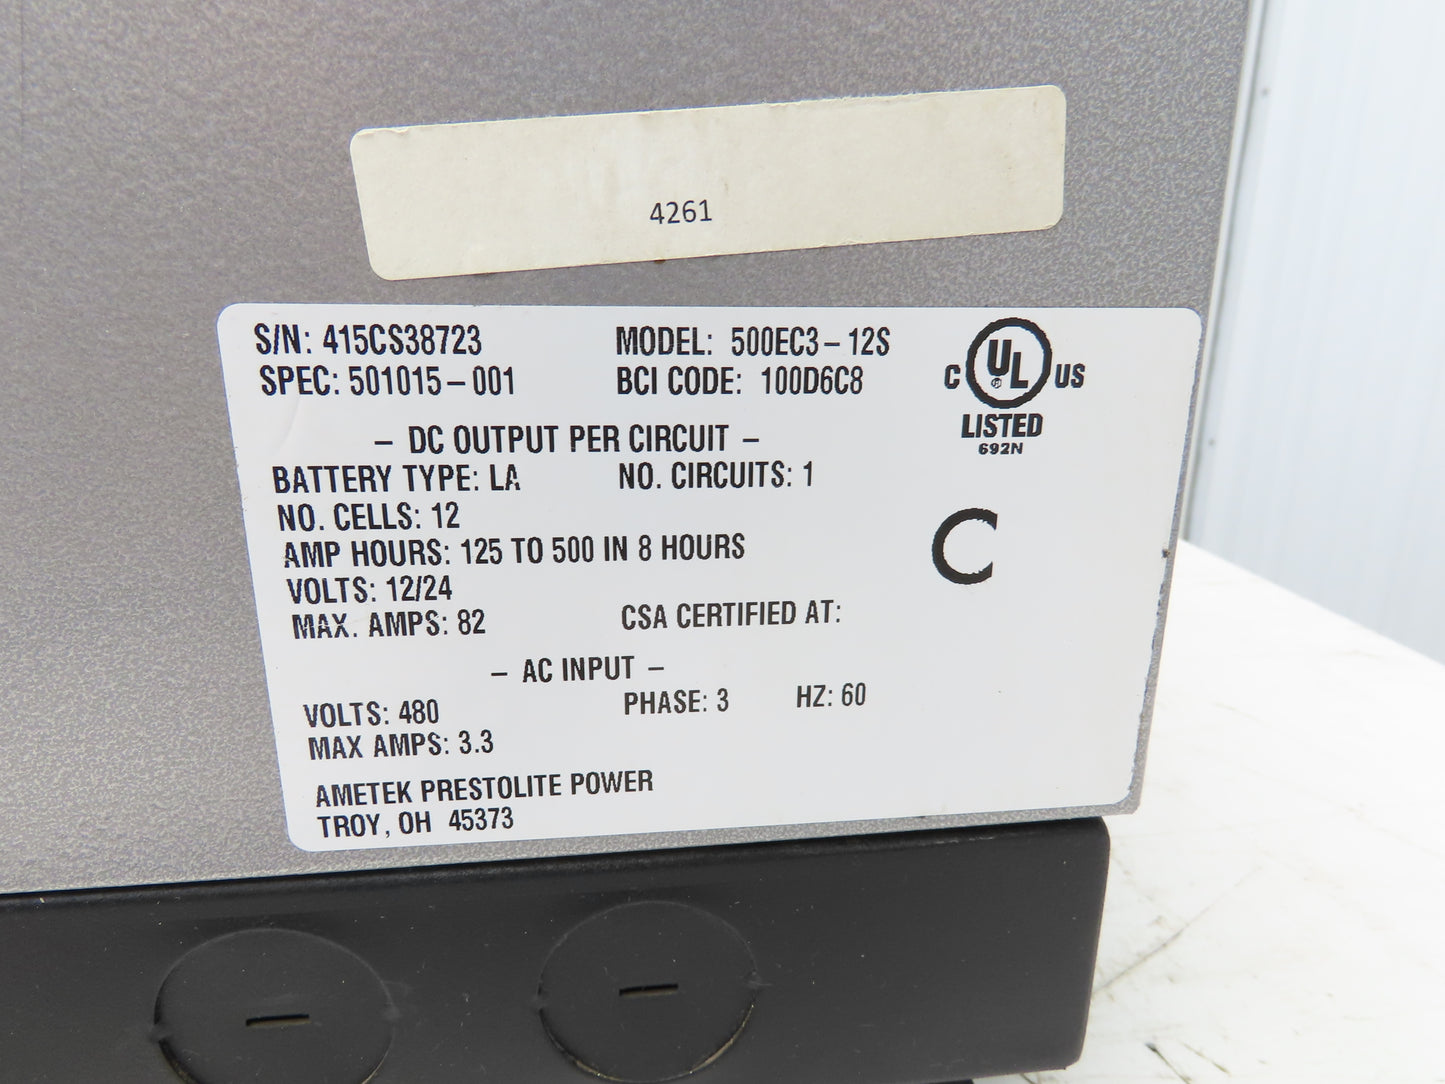 4261
S/N: 415CS38723 MODEL: 500EC3-12S
SPEC: 501015-001 BCI CODE: 100D6C8
C UL US
LISTED
692N
- DC OUTPUT PER CIRCUIT -
BATTERY TYPE: LA NO. CIRCUITS: 1
NO. CELLS: 12
AMP HOURS: 125 TO 500 IN 8 HOURS
VOLTS: 12/24
MAX. AMPS: 82 CSA CERTIFIED AT:
C
- AC INPUT -
VOLTS: 480 PHASE: 3 HZ: 60
MAX AMPS: 3.3
AMETEK PRESTOLITE POWER
TROY, OH 45373